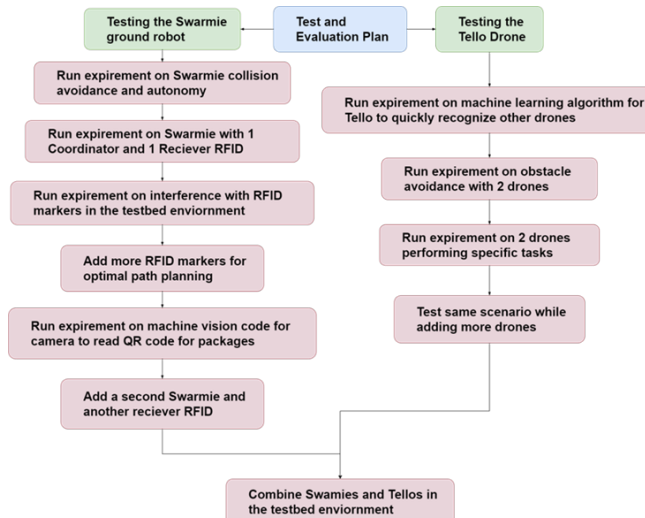 Testing the Swarmie
ground robot
Test and
Evaluation Plan
Testing the
Tello Drone
Run expirement on Swarmie collision
avoidance and autonomy
Run expirement on Swarmie with 1
Coordinator and 1 Reciever RFID
Run expirement on interference with RFID
markers in the testbed enviornment
Add more RFID markers for
optimal path planning
Run expirement on machine vision code for
camera to read QR code for packages
Add a second Swarmie and
another reciever RFID
Run expirement on machine learning algorithm for
Tello to quickly recognize other drones
Run expirement on obstacle
avoidance with 2 drones
Run expirement on 2 drones
performing specific tasks
Test same scenario while
adding more drones
Combine Swamies and Tellos in
the testbed enviornment